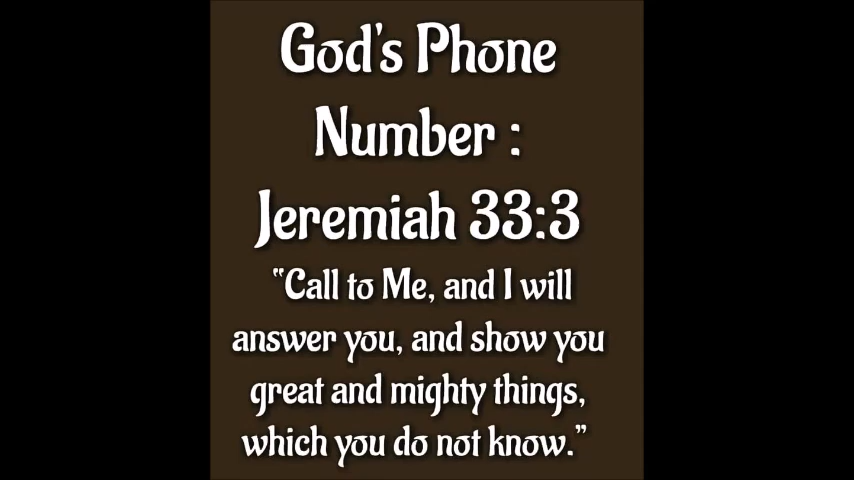 God's Phone
Number :
Jeremiah 33:3
“Call to Me, and I will
answer you, and show you
great and mighty things,
which you do not know.”